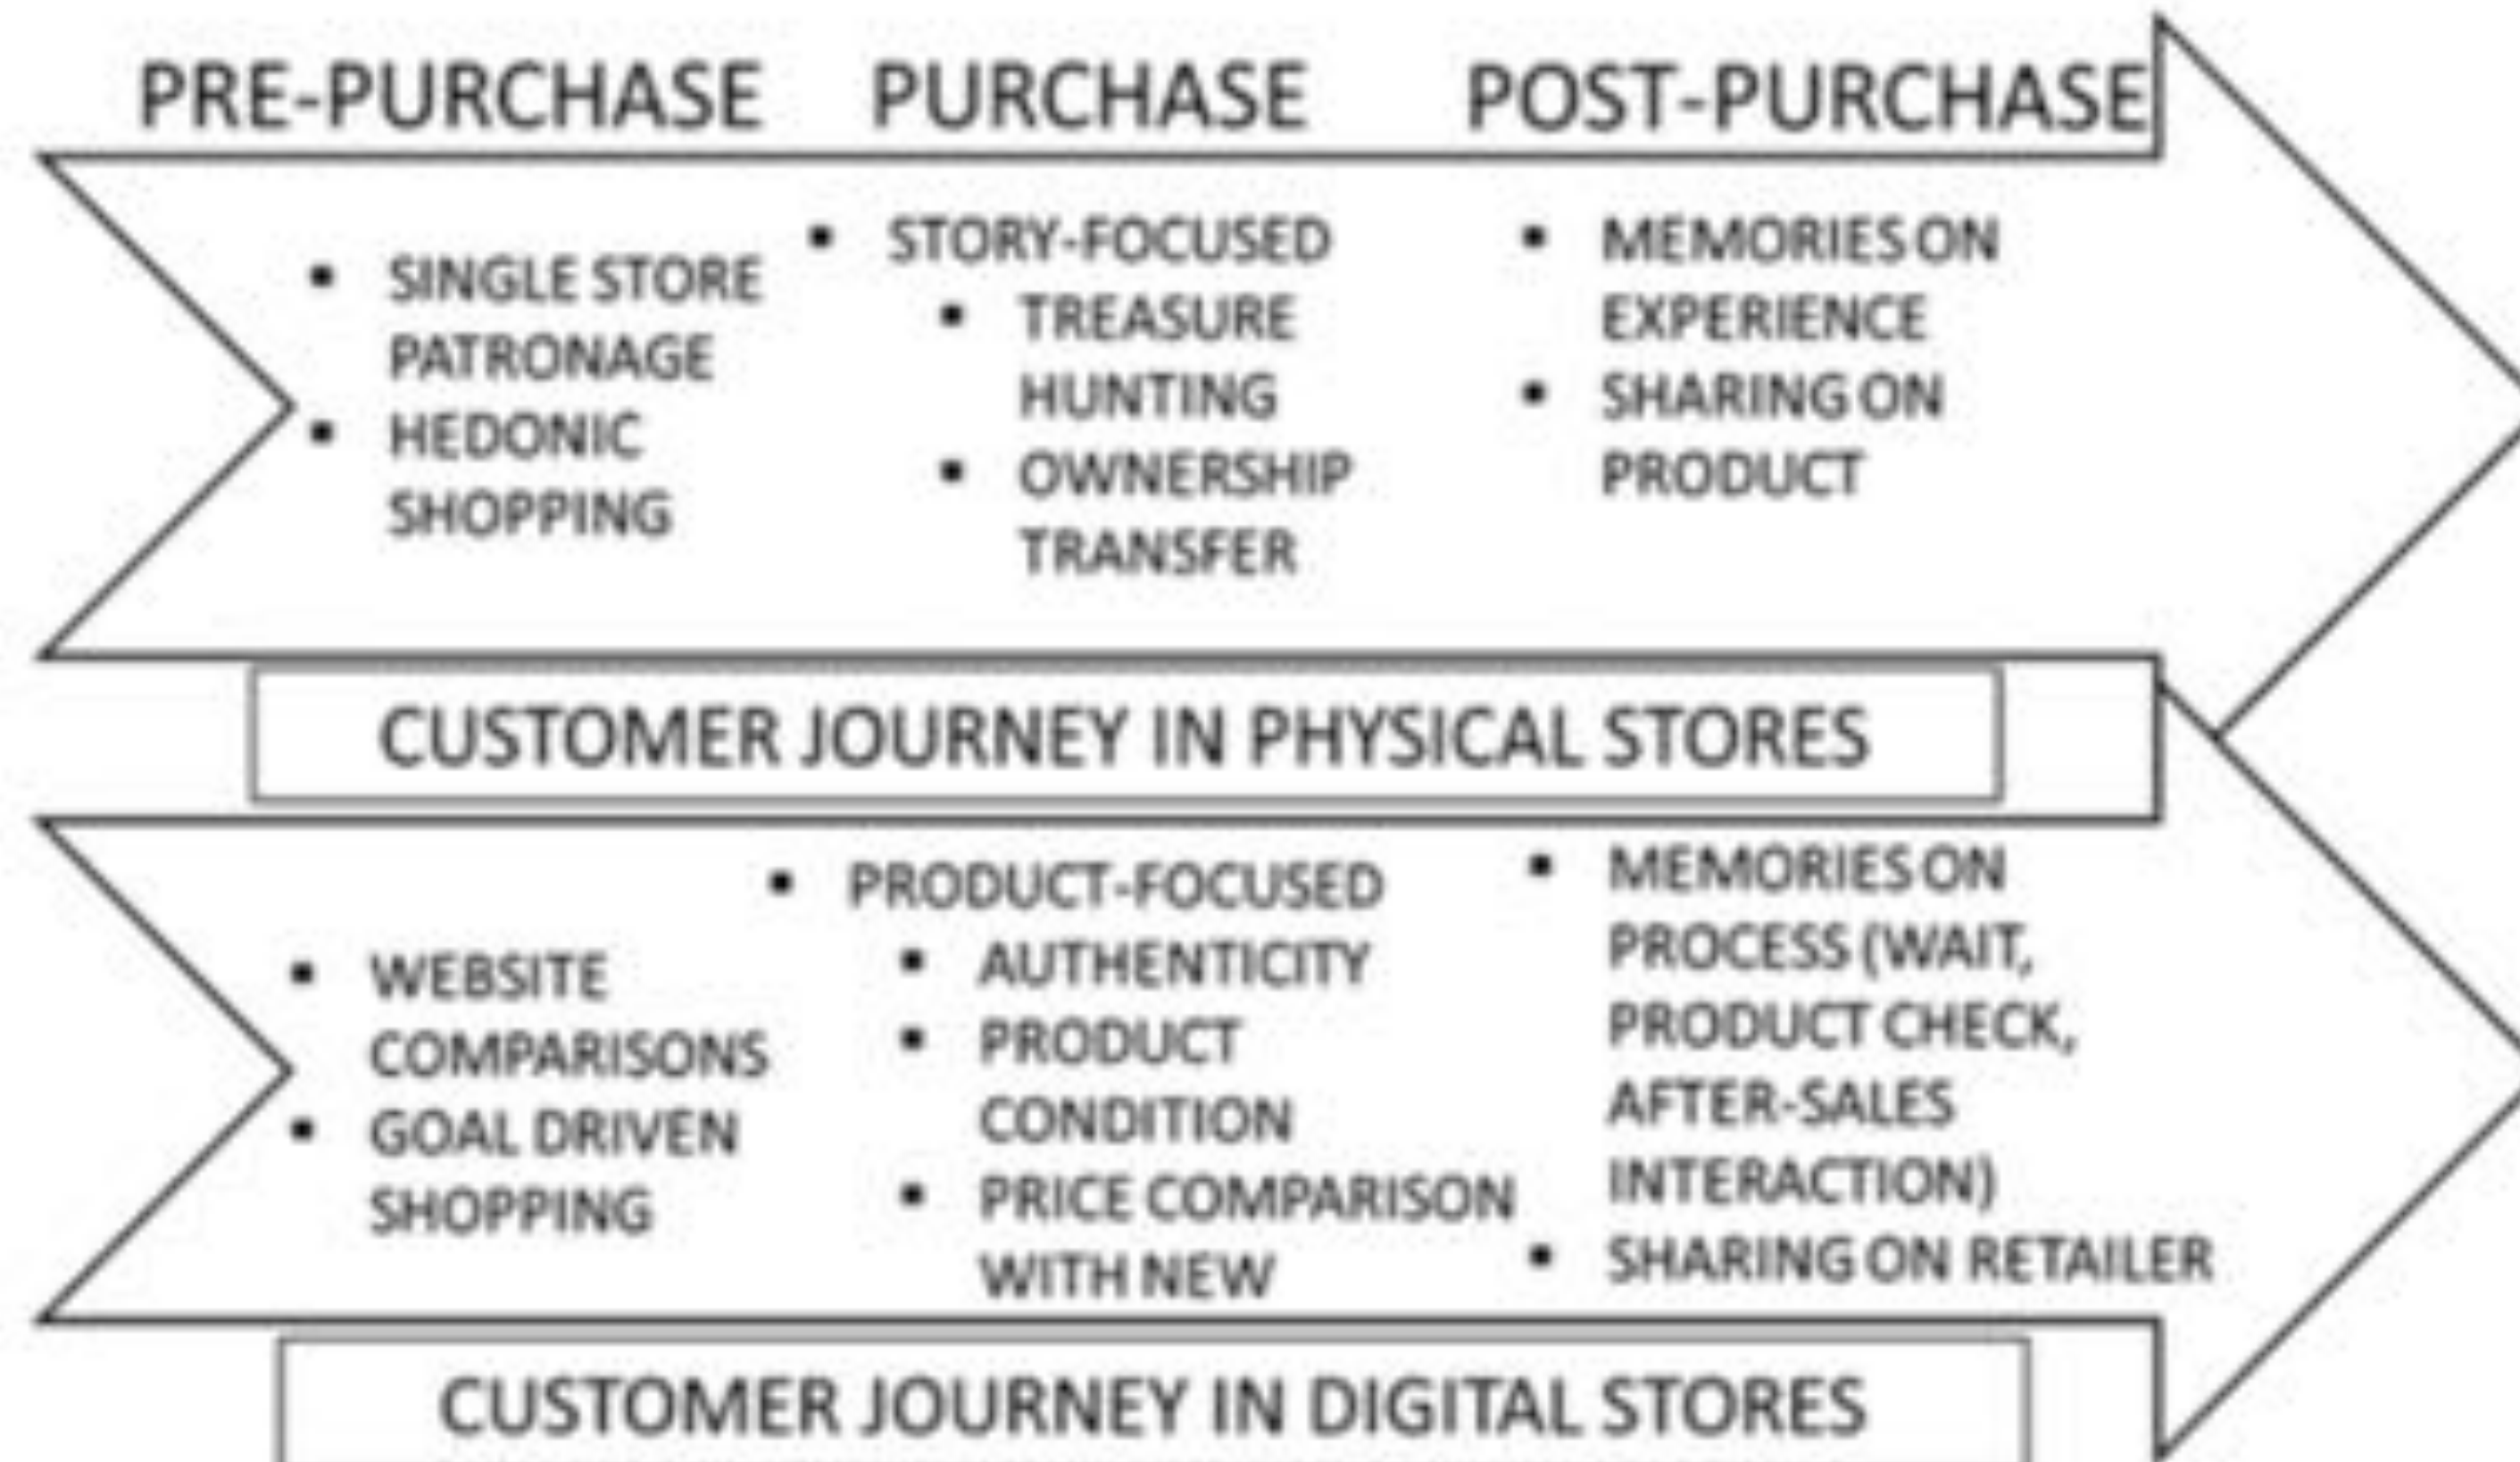 PRE-PURCHASE PURCHASE POST-PURCHASE
▪ SINGLE STORE
PATRONAGE
▪ HEDONIC
SHOPPING
▪ STORY-FOCUSED
▪ TREASURE
HUNTING
▪ OWNERSHIP
TRANSFER
▪ MEMORIES ON
EXPERIENCE
▪ SHARING ON
PRODUCT
CUSTOMER JOURNEY IN PHYSICAL STORES
▪ WEBSITE
COMPARISONS
▪ GOAL DRIVEN
SHOPPING
▪ PRODUCT-FOCUSED
▪ AUTHENTICITY
▪ PRODUCT
CONDITION
▪ PRICE COMPARISON
WITH NEW
▪ MEMORIES ON
PROCESS (WAIT,
PRODUCT CHECK,
AFTER-SALES
INTERACTION)
▪ SHARING ON RETAILER
CUSTOMER JOURNEY IN DIGITAL STORES